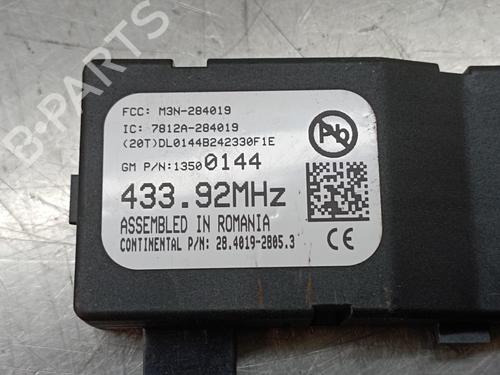 FCC: M3N-284019
IC: 7812A-284019
(20T)DL0144B242330F1E
GM P/N:13500144
433.92MHz
ASSEMBLED IN ROMANIA
CONTINENTAL P/N: 28.4019-2805.3
Pb
CE